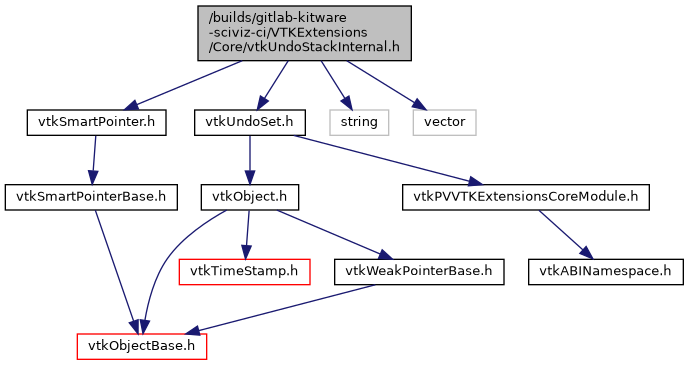 /builds/gitlab-kitware
-sciviz-ci/VTKExtensions
/Core/vtkUndoStackInternal.h
vtkSmartPointer.h
vtkUndoSet.h
string
vector
vtkSmartPointerBase.h
vtkObject.h
vtkPVVTKExtensionsCoreModule.h
vtkTimeStamp.h
vtkWeakPointerBase.h
vtkABINamespace.h
vtkObjectBase.h